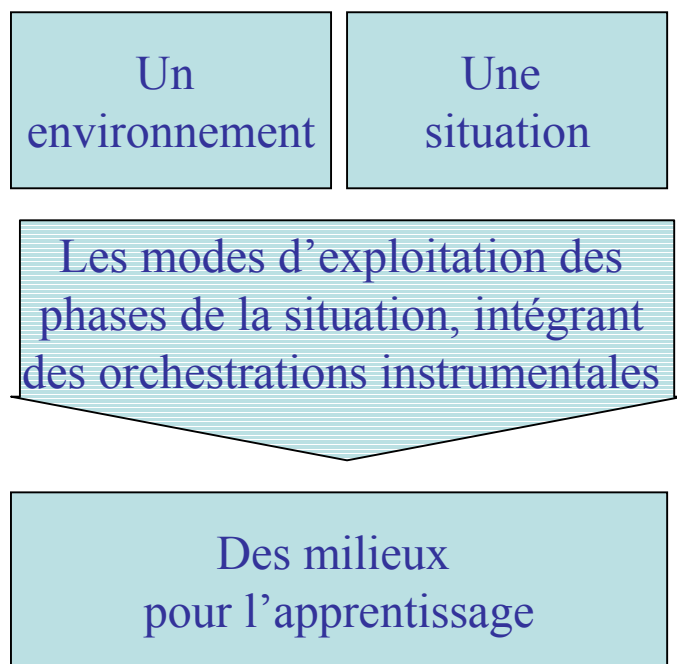 Un
environnement
Une
situation
Les modes d’exploitation des
phases de la situation, intégrant
des orchestrations instrumentales
Des milieux
pour l’apprentissage